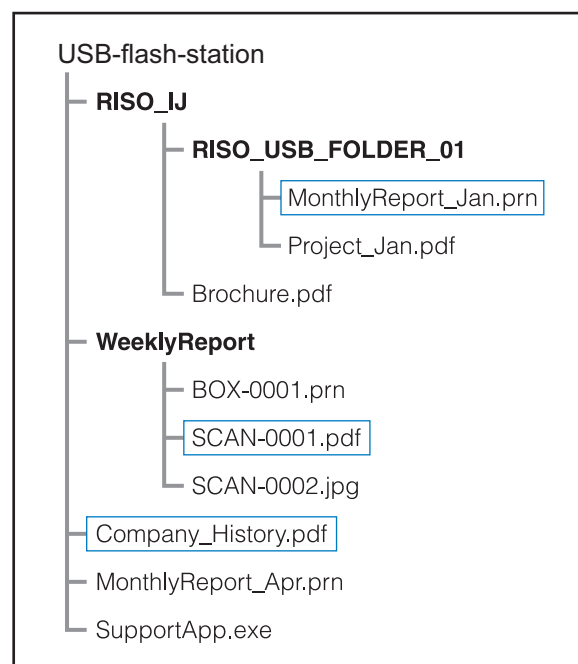 USB-flash-station
RISO_IJ
RISO_USB_FOLDER_01
MonthlyReport_Jan.prn
Project_Jan.pdf
Brochure.pdf
WeeklyReport
BOX-0001.prn
SCAN-0001.pdf
SCAN-0002.jpg
Company_History.pdf
MonthlyReport_Apr.prn
SupportApp.exe